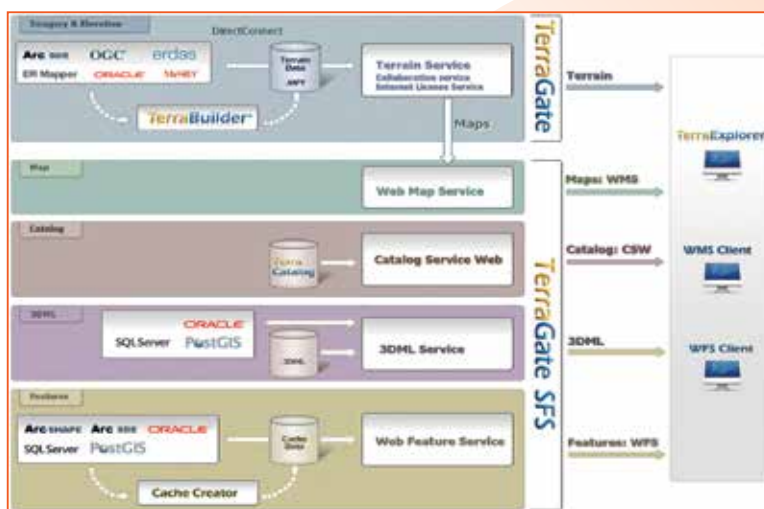 Imagery & Elevation
DirectConnect
Arc SDE OGC erdas
ER Mapper ORACLE
Terrain
Data
.MPT
TerraBuilder
Terrain Service
Collaboration service
Internet License Service
TerraGate
Terrain
Maps
TerraExplorer
Map
Web Map Service
Maps: WMS
Catalog
Terra
Catalog
Catalog Service Web
Catalog: CSW
WMS Client
3DML
ORACLE
SQLServer PostGIS
3DML
3DML Service
3DML
WFS Client
TerraGate SFS
Features
ArcSHAPE Arc SDE ORACLE
SQLServer PostGIS
Cache
Data
Web Feature Service
Features: WFS
Cache Creator